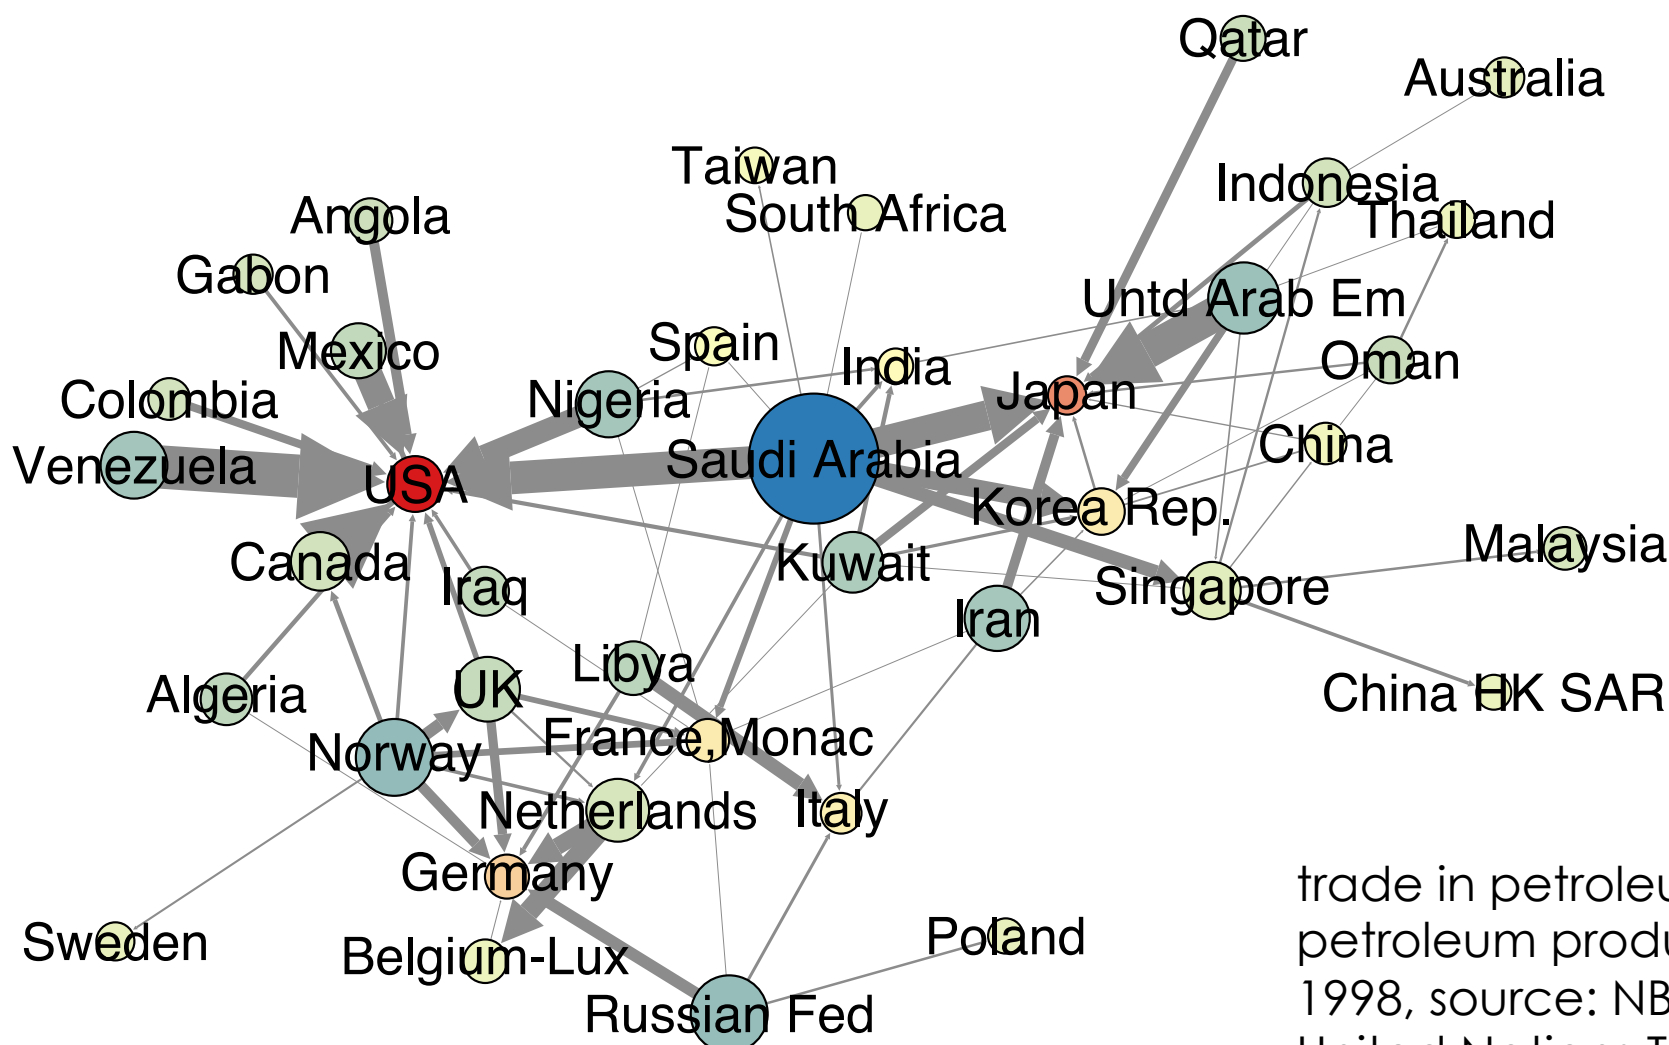 Qatar
Australia
Taiwan
Indonesia
South Africa
Thailand
Angola
Gabon
Untd Arab Em
Mexico
Spain
India
Oman
Japan
Colombia
Nigeria
China
Venezuela
Saudi Arabia
USA
Korea Rep.
Malaysia
Canada
Kuwait
Iraq
Singapore
Iran
Libya
UK
Algeria
China HK SAR
France,Monac
Norway
Netherlands
Italy
Germany
Sweden
Belgium-Lux
Poland
Russian Fed
trade in petroleu
petroleum produ
1998, source: NB
United Nations T